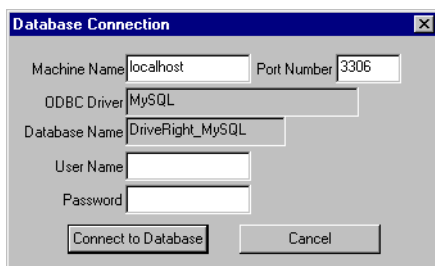 Database Connection
Machine Name localhost Port Number 3306
ODBC Driver MySQL
Database Name DriveRight_MySQL
User Name
Password
Connect to Database Cancel